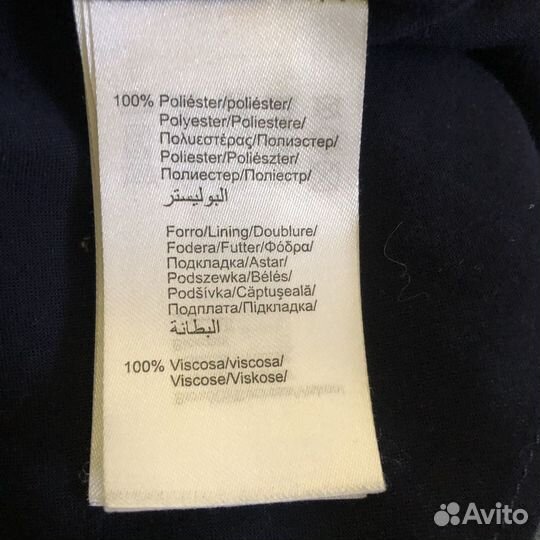 100% Poliéster/poliéster/
Polyester/Poliestere/
Πολυεστέρας/Полиэстер/
Poliester/Poliészter/
Полиестер/Поліестр/
البوليستر
Forro/Lining/Doublure/
Fodera/Futter/Φόδρα/
Подкладка/Astar/
Podszewka/Bélés/
Podšívka/Căptuşeală/
Подплата/Підкладка/
البطانة
100% Viscosa/viscosa/
Viscose/Viskose/
Avito